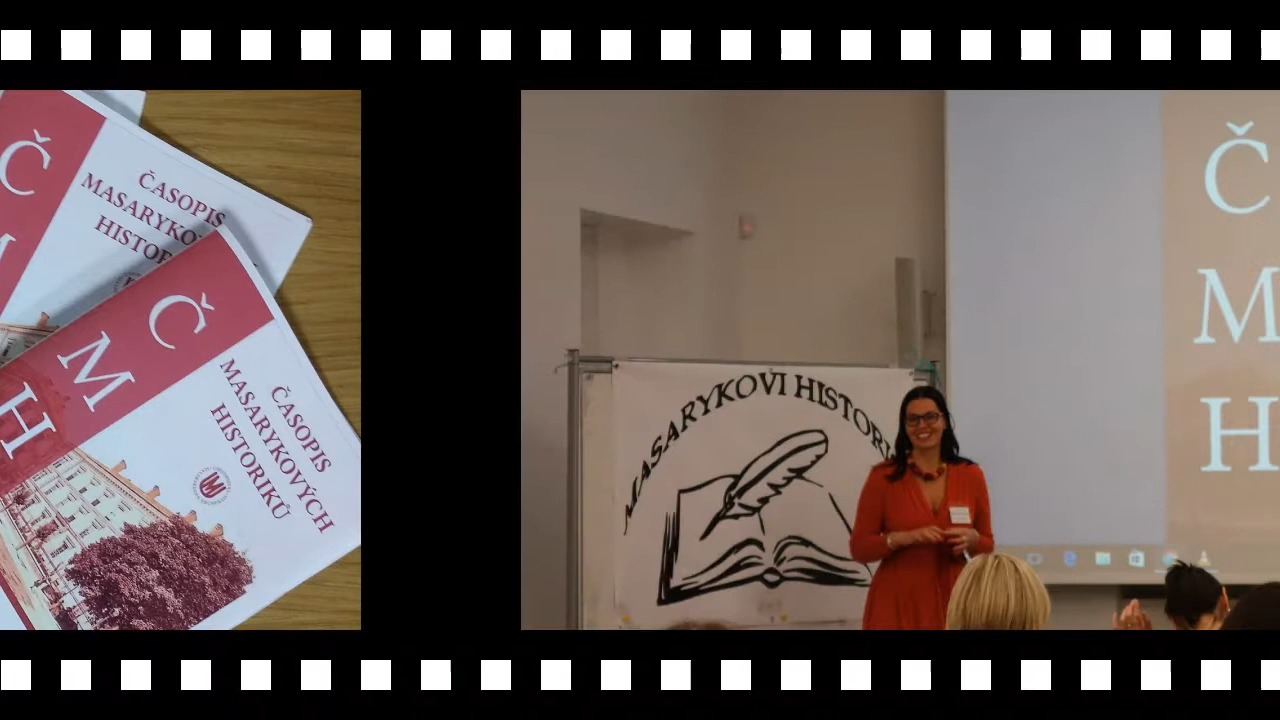 Č
M
ČASOPIS
MASARYKO
HISTOR
Č
M
H
ČASOPIS
MASARYKOVÝCH
HISTORIKŮ
MASARYKOVI HISTORI
Č
M
H